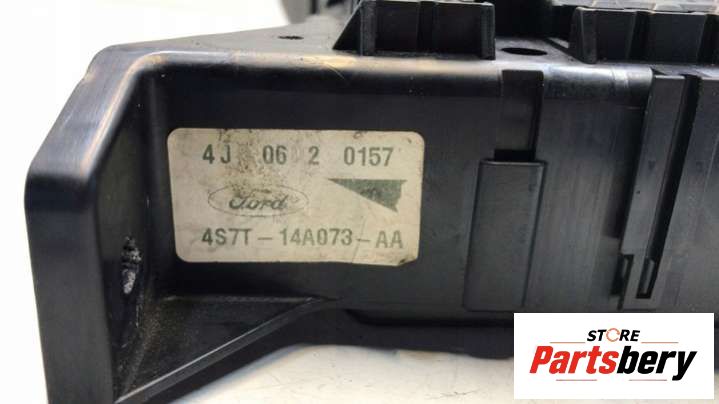 4J 06 2 0157
Ford
4S7T-14A073-AA
STORE
Partsbery